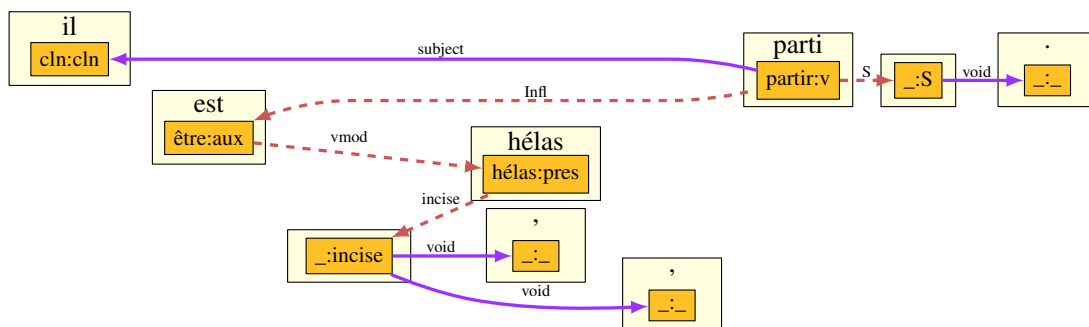 il
cln:cln
subject
parti
partir:v
S
_:S
void
.
_:_
Infl
est
être:aux
vmod
hélas
hélas:pres
incise
_:incise
void
,
_:_
void
,
_:_